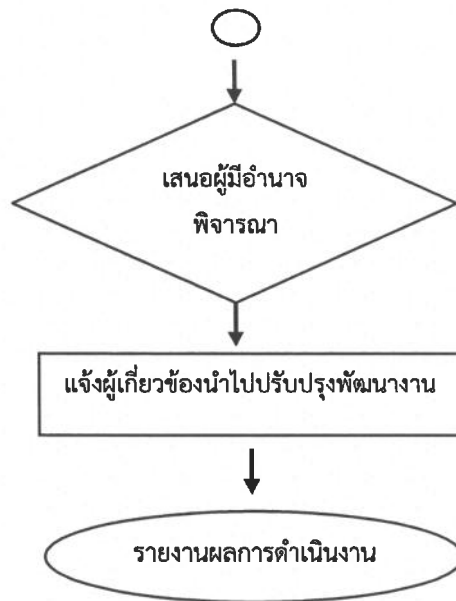 เสนอผู้มีอำนาจ
พิจารณา
แจ้งผู้เกี่ยวข้องนำไปปรับปรุงพัฒนางาน
รายงานผลการดำเนินงาน